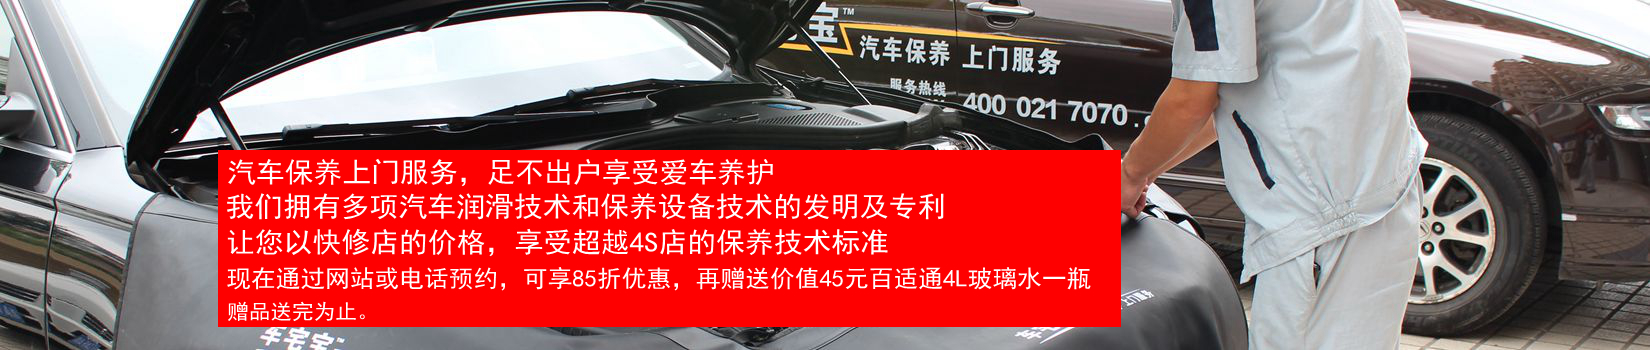 宝™
汽车保养 上门服务
服务热线
400 021 7070
汽车保养上门服务，足不出户享受爱车养护
我们拥有多项汽车润滑技术和保养设备技术的发明及专利
让您以快修店的价格，享受超越4S店的保养技术标准
现在通过网站或电话预约，可享85折优惠，再赠送价值45元百适通4L玻璃水一瓶
赠品送完为止。
车宅宝™